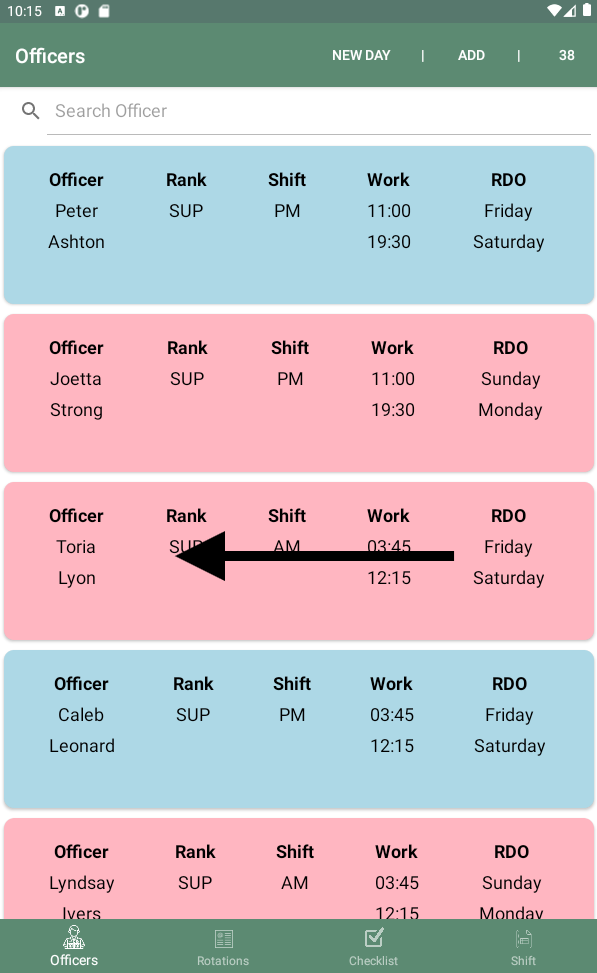 10:15
Officers NEW DAY | ADD | 38
Search Officer
Officer Rank Shift Work RDO
Peter SUP PM 11:00 Friday
Ashton 19:30 Saturday
Officer Rank Shift Work RDO
Joetta SUP PM 11:00 Sunday
Strong 19:30 Monday
Officer Rank Shift Work RDO
Toria SUP AM 03:45 Friday
Lyon 12:15 Saturday
Officer Rank Shift Work RDO
Caleb SUP PM 03:45 Friday
Leonard 12:15 Saturday
Officer Rank Shift Work RDO
Lyndsay SUP AM 03:45 Sunday
Ivers 12:15 Monday
Officers Rotations Checklist Shift